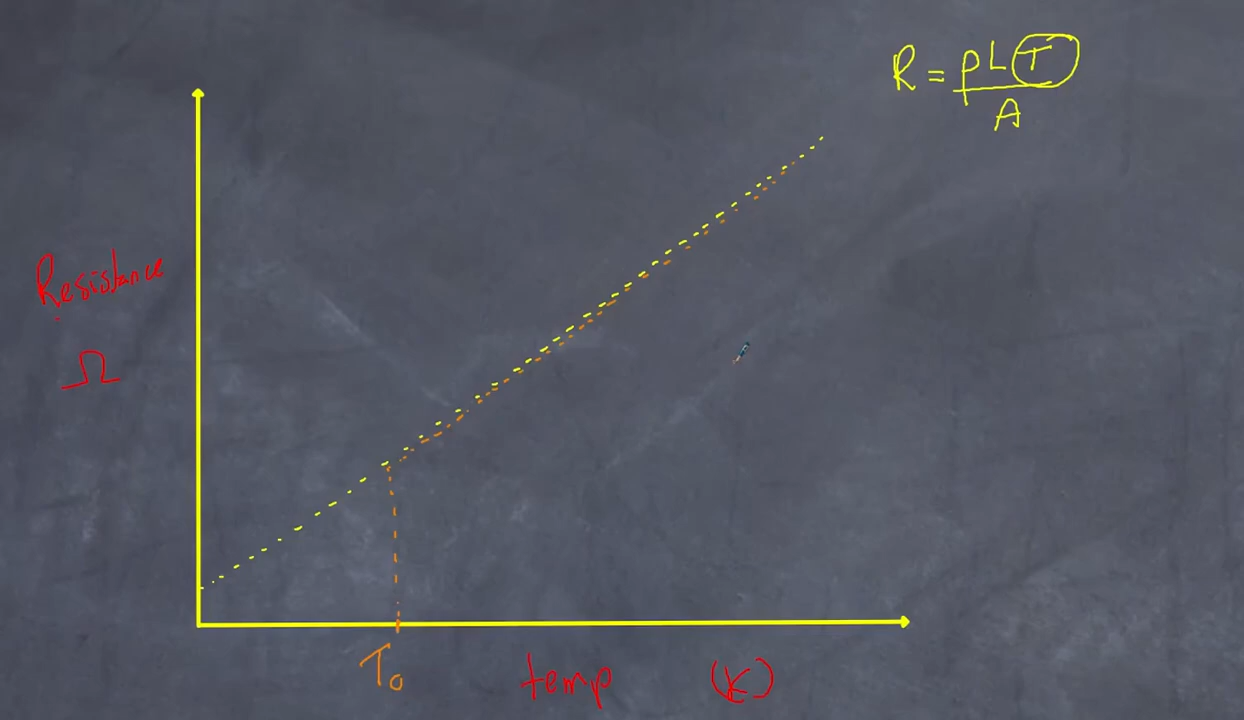 R = ρL(T)
A
Resistance
Ω
T₀
temp (K)